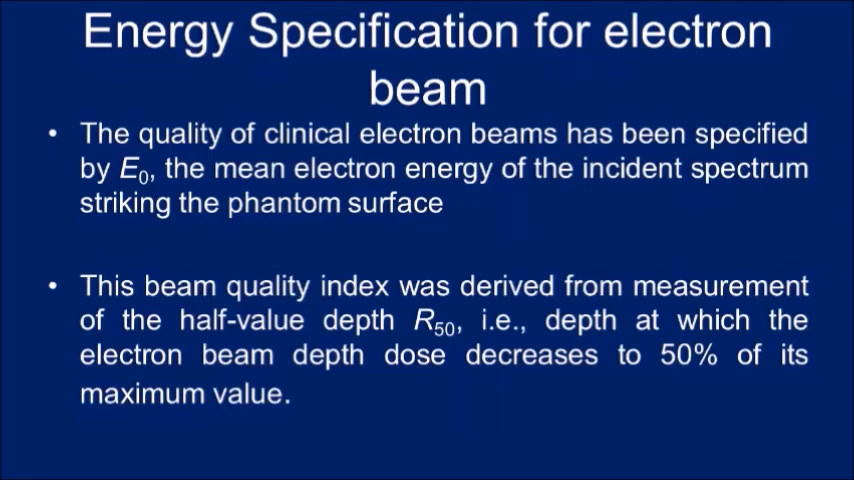 Energy Specification for electron
beam
• The quality of clinical electron beams has been specified
by E₀, the mean electron energy of the incident spectrum
striking the phantom surface
• This beam quality index was derived from measurement
of the half-value depth R₅₀, i.e., depth at which the
electron beam depth dose decreases to 50% of its
maximum value.